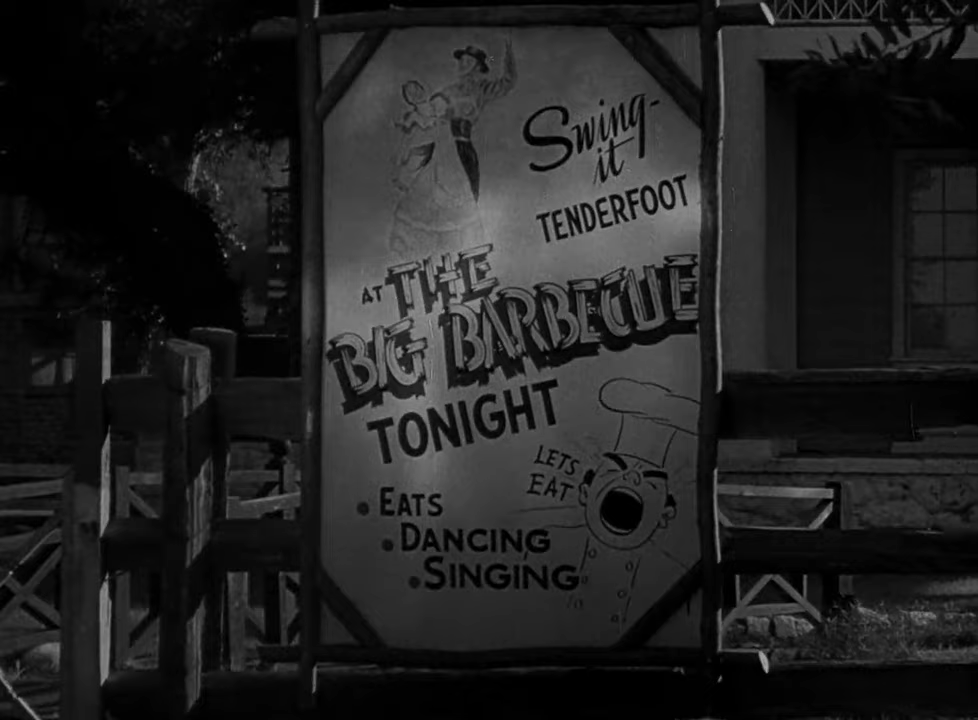 Swing-
it
TENDERFOOT
AT THE
BIG BARBECUE
TONIGHT
LETS
EAT
• EATS
• DANCING
• SINGING